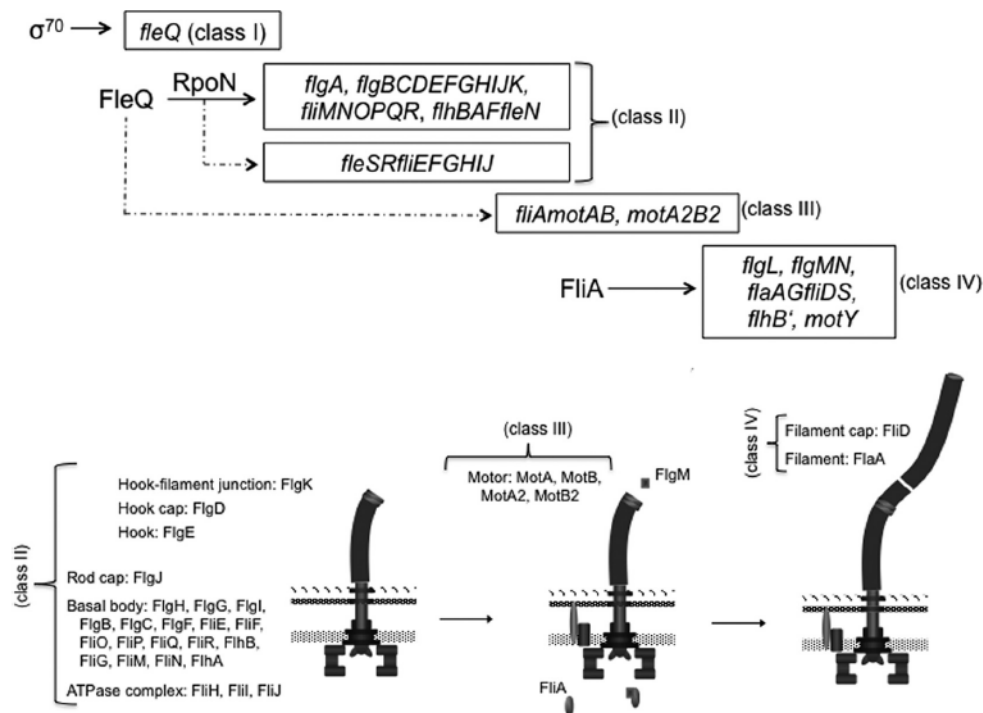 σ70 fleQ (class I)
FleQ RpoN flgA, flgBCDEFGHIJK,
fliMNOPQR, flhBAFfleN
(class II)
fleSRfliEFGHIJ
fliAmotAB, motA2B2 (class III)
FliA flgL, flgMN,
flaAGfliDS,
flhB‘, motY
(class IV)
(class II)
Hook-filament junction: FlgK
Hook cap: FlgD
Hook: FlgE
Rod cap: FlgJ
Basal body: FlgH, FlgG, FlgI,
FlgB, FlgC, FlgF, FliE, FliF,
FliO, FliP, FliQ, FliR, FlhB,
FliG, FliM, FliN, FlhA
ATPase complex: FliH, FliI, FliJ
(class III)
Motor: MotA, MotB,
MotA2, MotB2
FlgM
FliA
(class IV)
Filament cap: FliD
Filament: FlaA